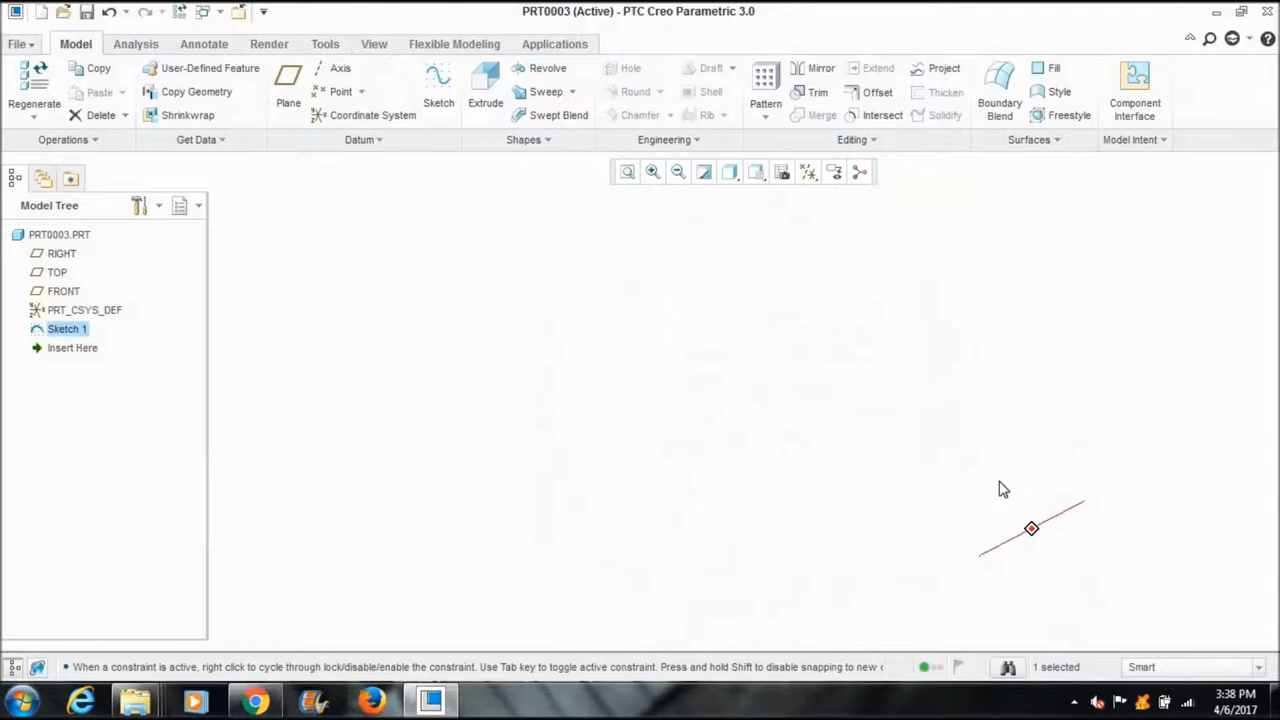 PRT0003 (Active) - PTC Creo Parametric 3.0
File Model Analysis Annotate Render Tools View Flexible Modeling Applications
Regenerate Copy Paste Delete
Operations
User-Defined Feature Copy Geometry Shrinkwrap
Get Data
Plane Axis Point Coordinate System Sketch
Datum
Extrude Revolve Sweep Swept Blend
Shapes
Hole Round Chamfer Draft Shell Rib
Engineering
Pattern Mirror Trim Merge Extend Offset Intersect Project Thicken Solidify
Editing
Boundary Blend Fill Style Freestyle
Surfaces
Component Interface
Model Intent
Model Tree
PRT0003.PRT
RIGHT
TOP
FRONT
PRT_CSYS_DEF
Sketch 1
Insert Here
• When a constraint is active, right click to cycle through lock/disable/enable the constraint. Use Tab key to toggle active constraint. Press and hold Shift to disable snapping to new c
1 selected
Smart
3:38 PM
4/6/2017